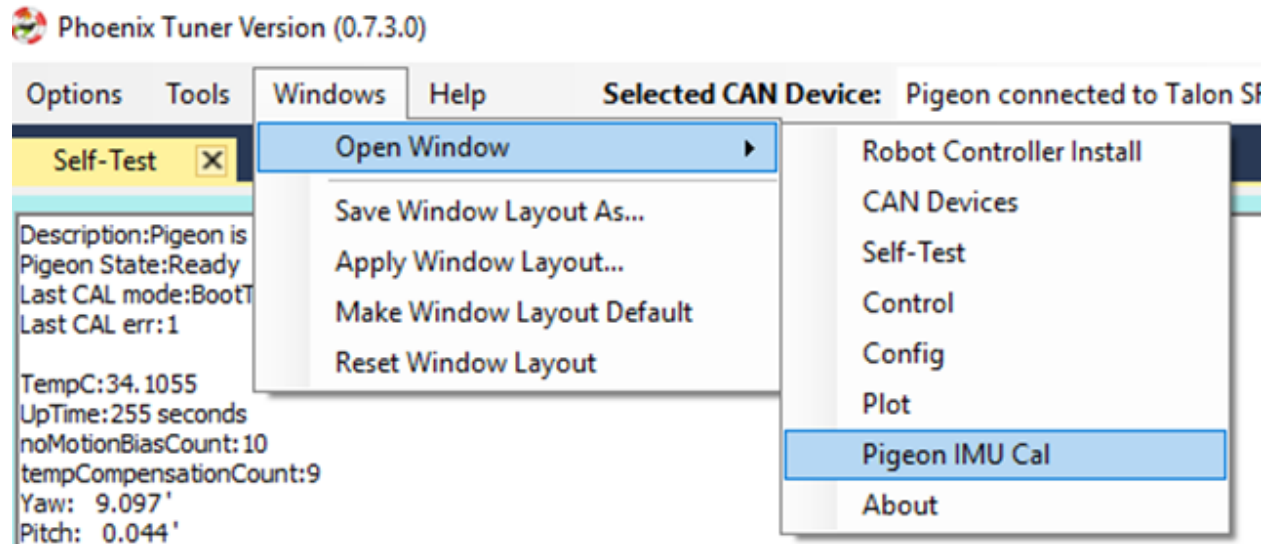 Phoenix Tuner Version (0.7.3.0)
Options Tools Windows Help Selected CAN Device: Pigeon connected to Talon
Self-Test
Open Window
Save Window Layout As...
Apply Window Layout...
Make Window Layout Default
Reset Window Layout
Robot Controller Install
CAN Devices
Self-Test
Control
Config
Plot
Pigeon IMU Cal
About
Description:Pigeon is
Pigeon State:Ready
Last CAL mode:BootT
Last CAL err:1
TempC:34.1055
UpTime:255 seconds
noMotionBiasCount:10
tempCompensationCount:9
Yaw: 9.097'
Pitch: 0.044'